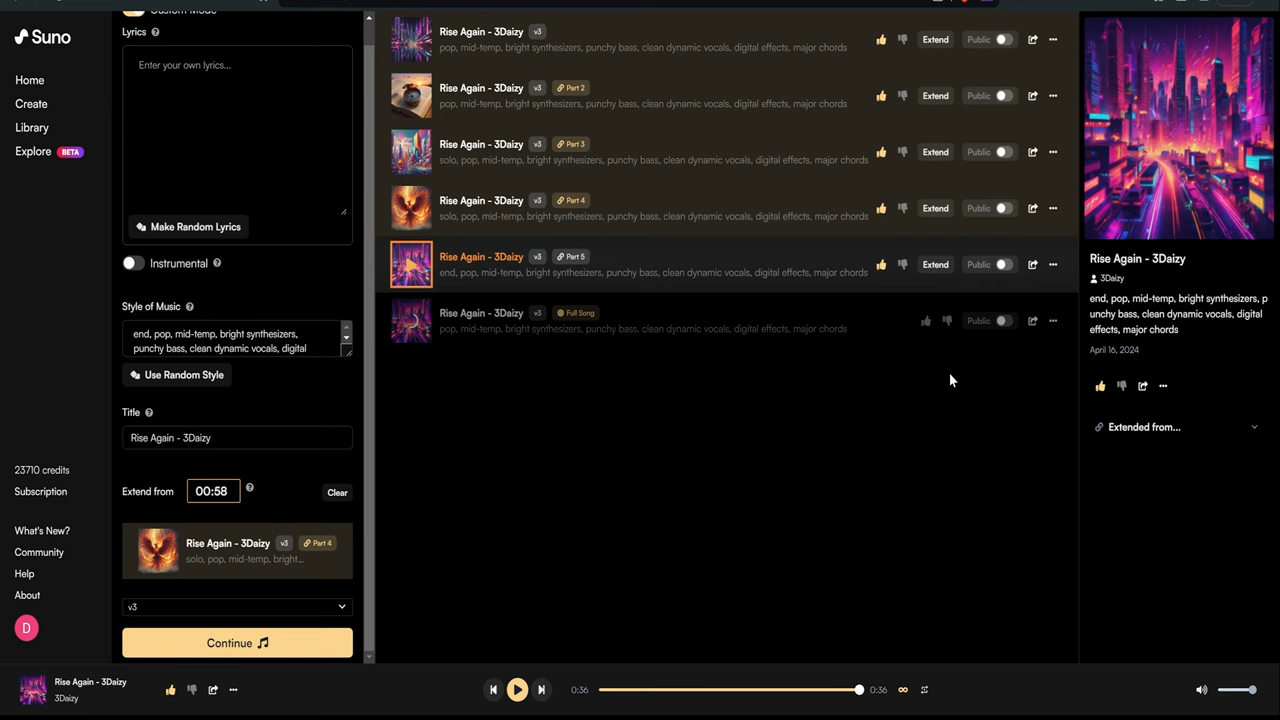 Suno
Home
Create
Library
Explore BETA
23710 credits
Subscription
What's New?
Community
Help
About
D
Custom Mode
Lyrics
Enter your own lyrics...
Make Random Lyrics
Instrumental
Style of Music
end, pop, mid-temp, bright synthesizers,
punchy bass, clean dynamic vocals, digital
Use Random Style
Title
Rise Again - 3Daizy
Extend from 00:58 Clear
Rise Again - 3Daizy v3 Part 4
solo, pop, mid-temp, bright...
v3
Continue
Rise Again - 3Daizy v3
pop, mid-temp, bright synthesizers, punchy bass, clean dynamic vocals, digital effects, major chords
Extend Public
Rise Again - 3Daizy v3 Part 2
pop, mid-temp, bright synthesizers, punchy bass, clean dynamic vocals, digital effects, major chords
Extend Public
Rise Again - 3Daizy v3 Part 3
solo, pop, mid-temp, bright synthesizers, punchy bass, clean dynamic vocals, digital effects, major chords
Extend Public
Rise Again - 3Daizy v3 Part 4
solo, pop, mid-temp, bright synthesizers, punchy bass, clean dynamic vocals, digital effects, major chords
Extend Public
Rise Again - 3Daizy v3 Part 5
end, pop, mid-temp, bright synthesizers, punchy bass, clean dynamic vocals, digital effects, major chords
Extend Public
Rise Again - 3Daizy v3 Full Song
pop, mid-temp, bright synthesizers, punchy bass, clean dynamic vocals, digital effects, major chords
Public
Rise Again - 3Daizy
3Daizy
end, pop, mid-temp, bright synthesizers, p
unchy bass, clean dynamic vocals, digital
effects, major chords
April 16, 2024
Extended from...
Rise Again - 3Daizy
3Daizy
0:36 0:36